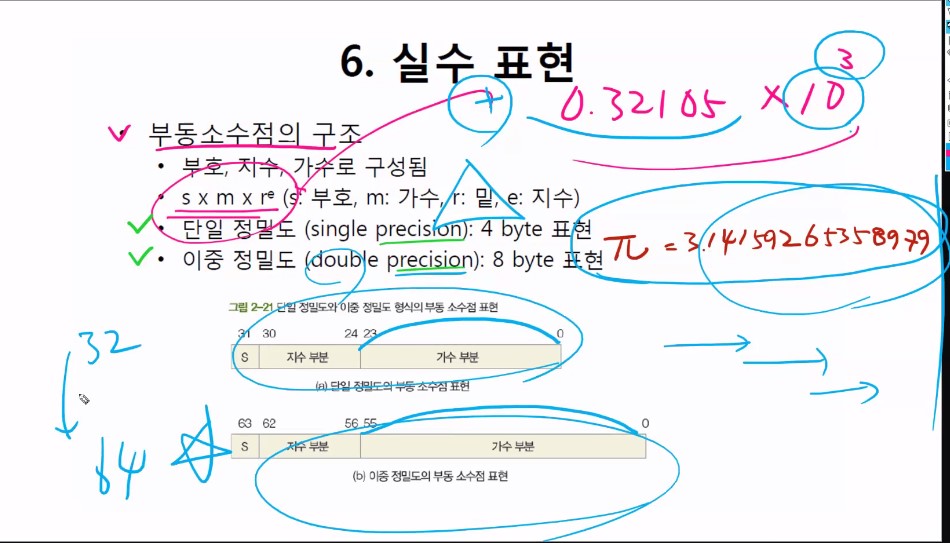 6. 실수 표현
+ 0.32105 × 10³
부동소수점의 구조
• 부호, 지수, 가수로 구성됨
• s x m x rᵉ (s: 부호, m: 가수, r: 밑, e: 지수)
• 단일 정밀도 (single precision): 4 byte 표현
• 이중 정밀도 (double precision): 8 byte 표현
π = 3.14159265358979
그림 2-21 단일 정밀도와 이중 정밀도 형식의 부동 소수점 표현
31 30 24 23 0
S 지수 부분 가수 부분
(a) 단일 정밀도의 부동 소수점 표현
32
63 62 56 55 0
S 지수 부분 가수 부분
(b) 이중 정밀도의 부동 소수점 표현
64